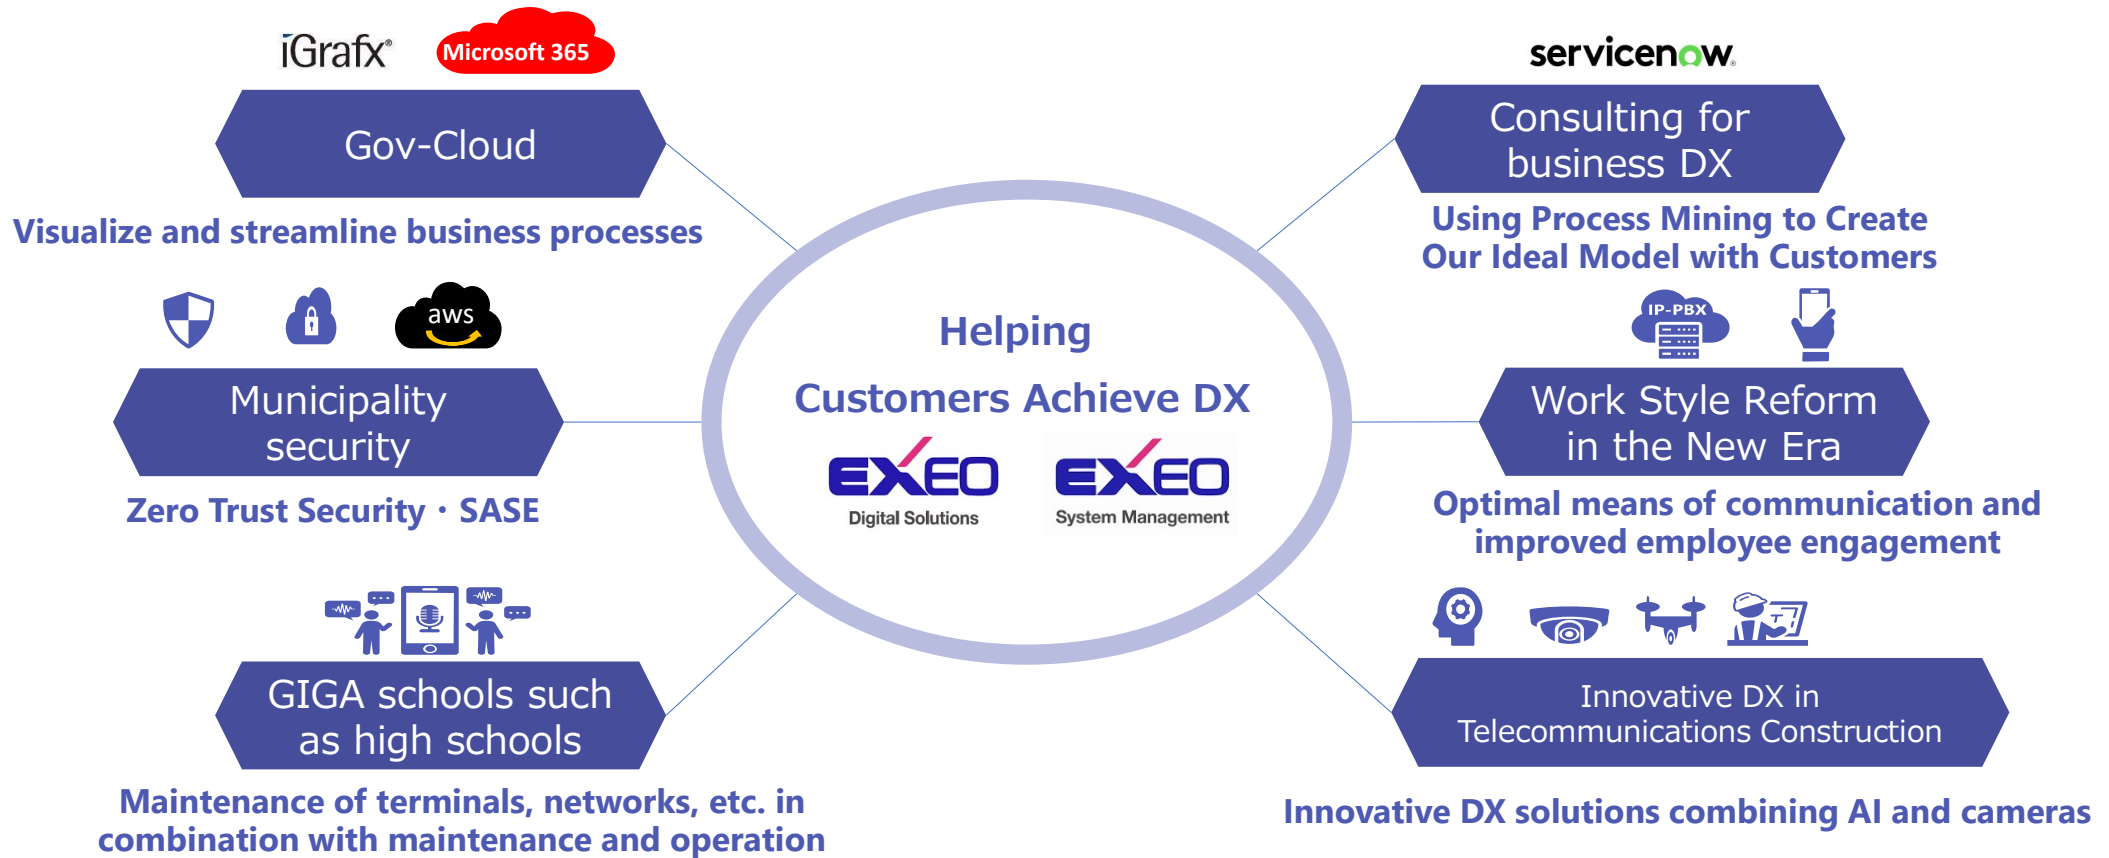 iGrafx®
Microsoft 365
Gov-Cloud
Visualize and streamline business processes
aws
Municipality
security
Zero Trust Security・SASE
GIGA schools such
as high schools
Maintenance of terminals, networks, etc. in
combination with maintenance and operation
Helping
Customers Achieve DX
EXEO
Digital Solutions
EXEO
System Management
servicenow
Consulting for
business DX
Using Process Mining to Create
Our Ideal Model with Customers
IP-PBX
Work Style Reform
in the New Era
Optimal means of communication and
improved employee engagement
Innovative DX in
Telecommunications Construction
Innovative DX solutions combining AI and cameras